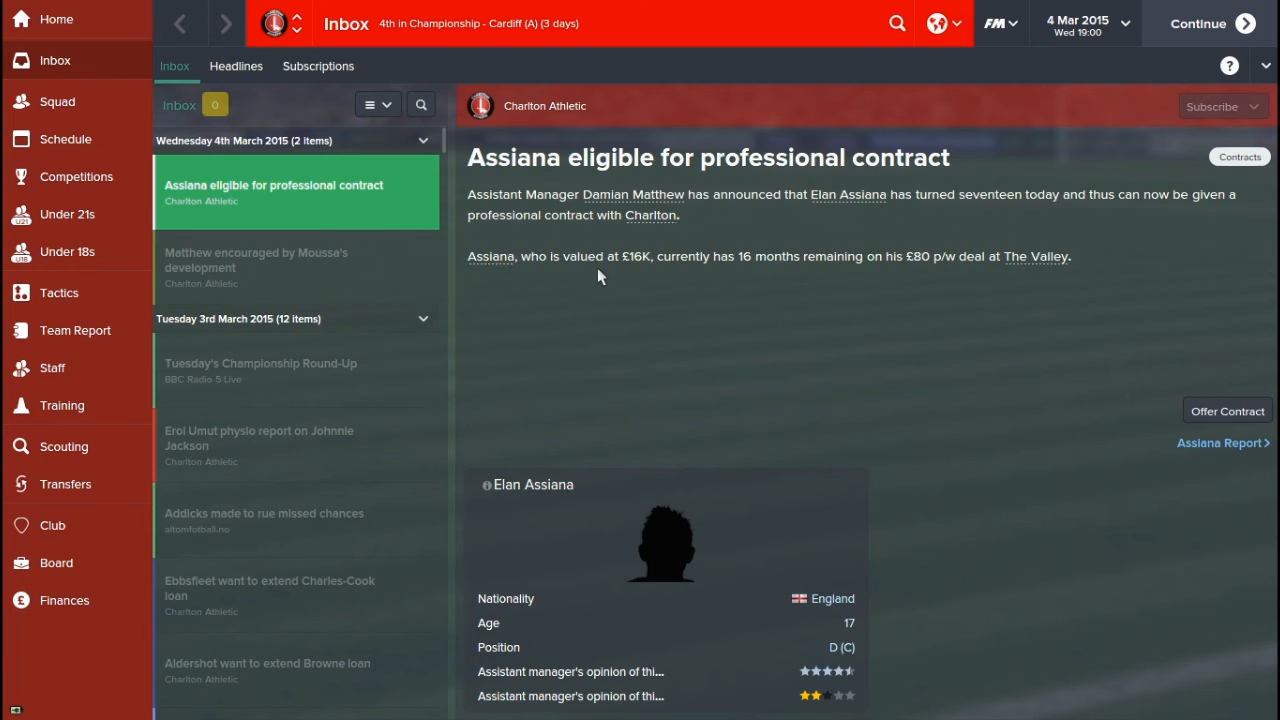 Home
Inbox
Squad
Schedule
Competitions
Under 21s
Under 18s
Tactics
Team Report
Staff
Training
Scouting
Transfers
Club
Board
Finances
Inbox
4th in Championship - Cardiff (A) (3 days)
FM
4 Mar 2015
Wed 19:00
Continue
Inbox
Headlines
Subscriptions
?
Inbox
0
Wednesday 4th March 2015 (2 items)
Assiana eligible for professional contract
Charlton Athletic
Matthew encouraged by Moussa's
development
Charlton Athletic
Tuesday 3rd March 2015 (12 items)
Tuesday's Championship Round-Up
BBC Radio 5 Live
Erol Umut physio report on Johnnie
Jackson
Charlton Athletic
Addicks made to rue missed chances
altomfotball.no
Ebbsfleet want to extend Charles-Cook
loan
Charlton Athletic
Aldershot want to extend Browne loan
Charlton Athletic
Charlton Athletic
Subscribe
Assiana eligible for professional contract
Contracts
Assistant Manager Damian Matthew has announced that Elan Assiana has turned seventeen today and thus can now be given a
professional contract with Charlton.
Assiana, who is valued at £16K, currently has 16 months remaining on his £80 p/w deal at The Valley.
Offer Contract
Assiana Report
Elan Assiana
Nationality
England
Age
17
Position
D (C)
Assistant manager's opinion of thi...
Assistant manager's opinion of thi...